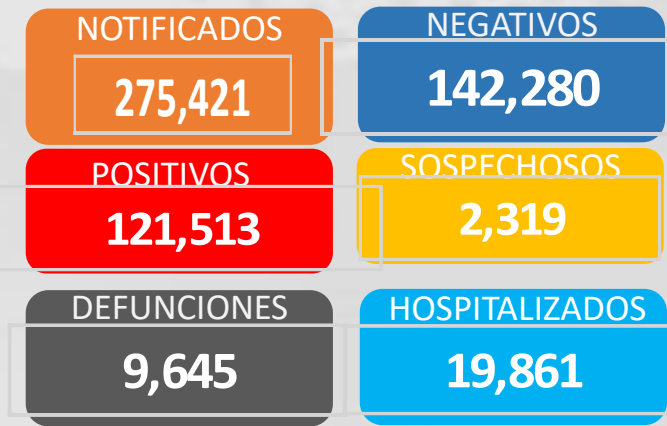 NOTIFICADOS
275,421
NEGATIVOS
142,280
POSITIVOS
121,513
SOSPECHOSOS
2,319
DEFUNCIONES
9,645
HOSPITALIZADOS
19,861